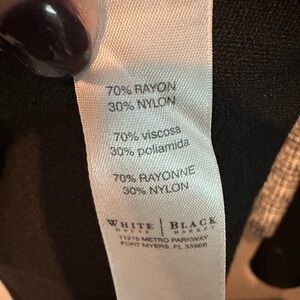 70% RAYON
30% NYLON
70% viscosa
30% poliamida
70% RAYONNE
30% NYLON
WHITE | BLACK
HOUSE | MARKET
11215 METRO PARKWAY
FORT MYERS, FL 33966